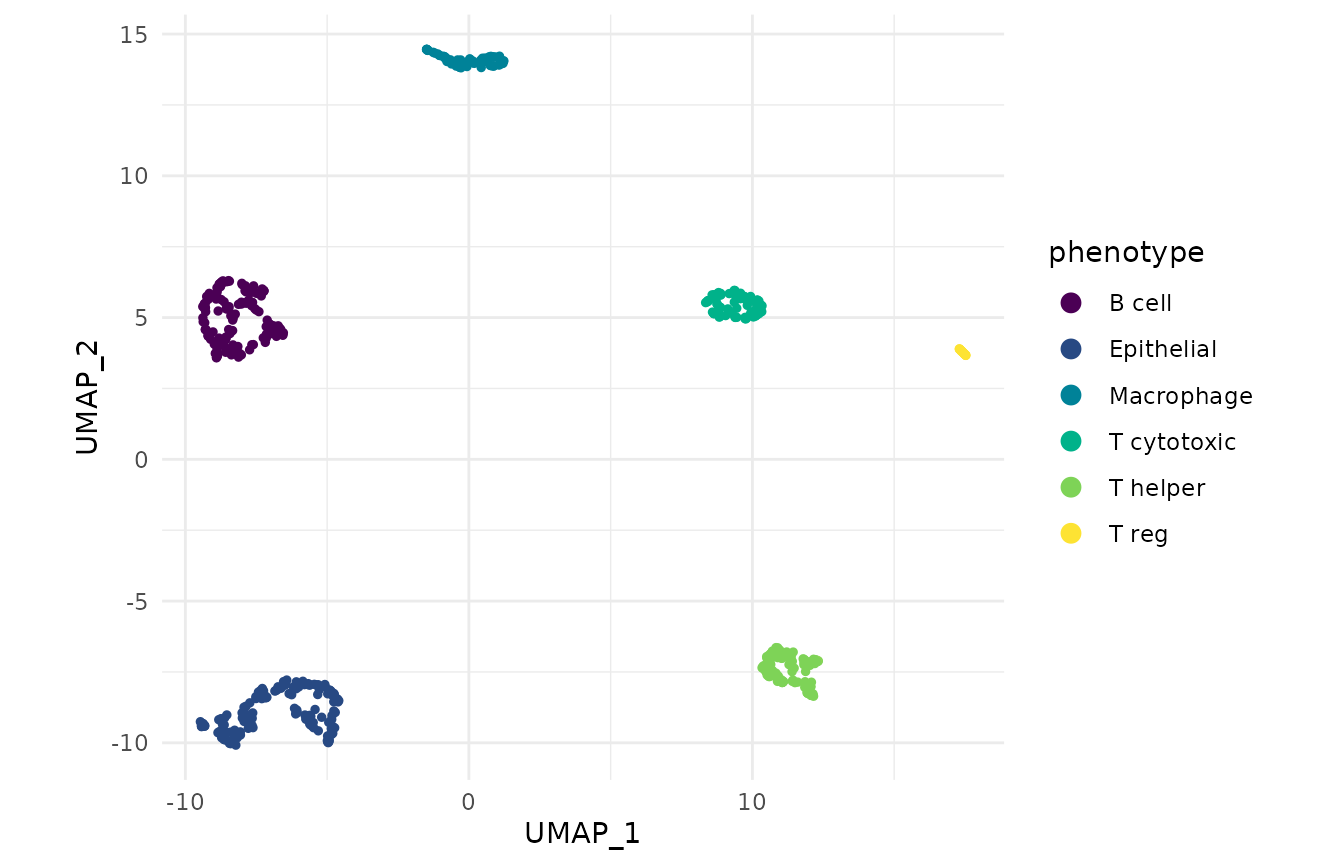 15
10
5
0
-5
-10
-10
0
10
UMAP_1
UMAP_2
phenotype
B cell
Epithelial
Macrophage
T cytotoxic
T helper
T reg